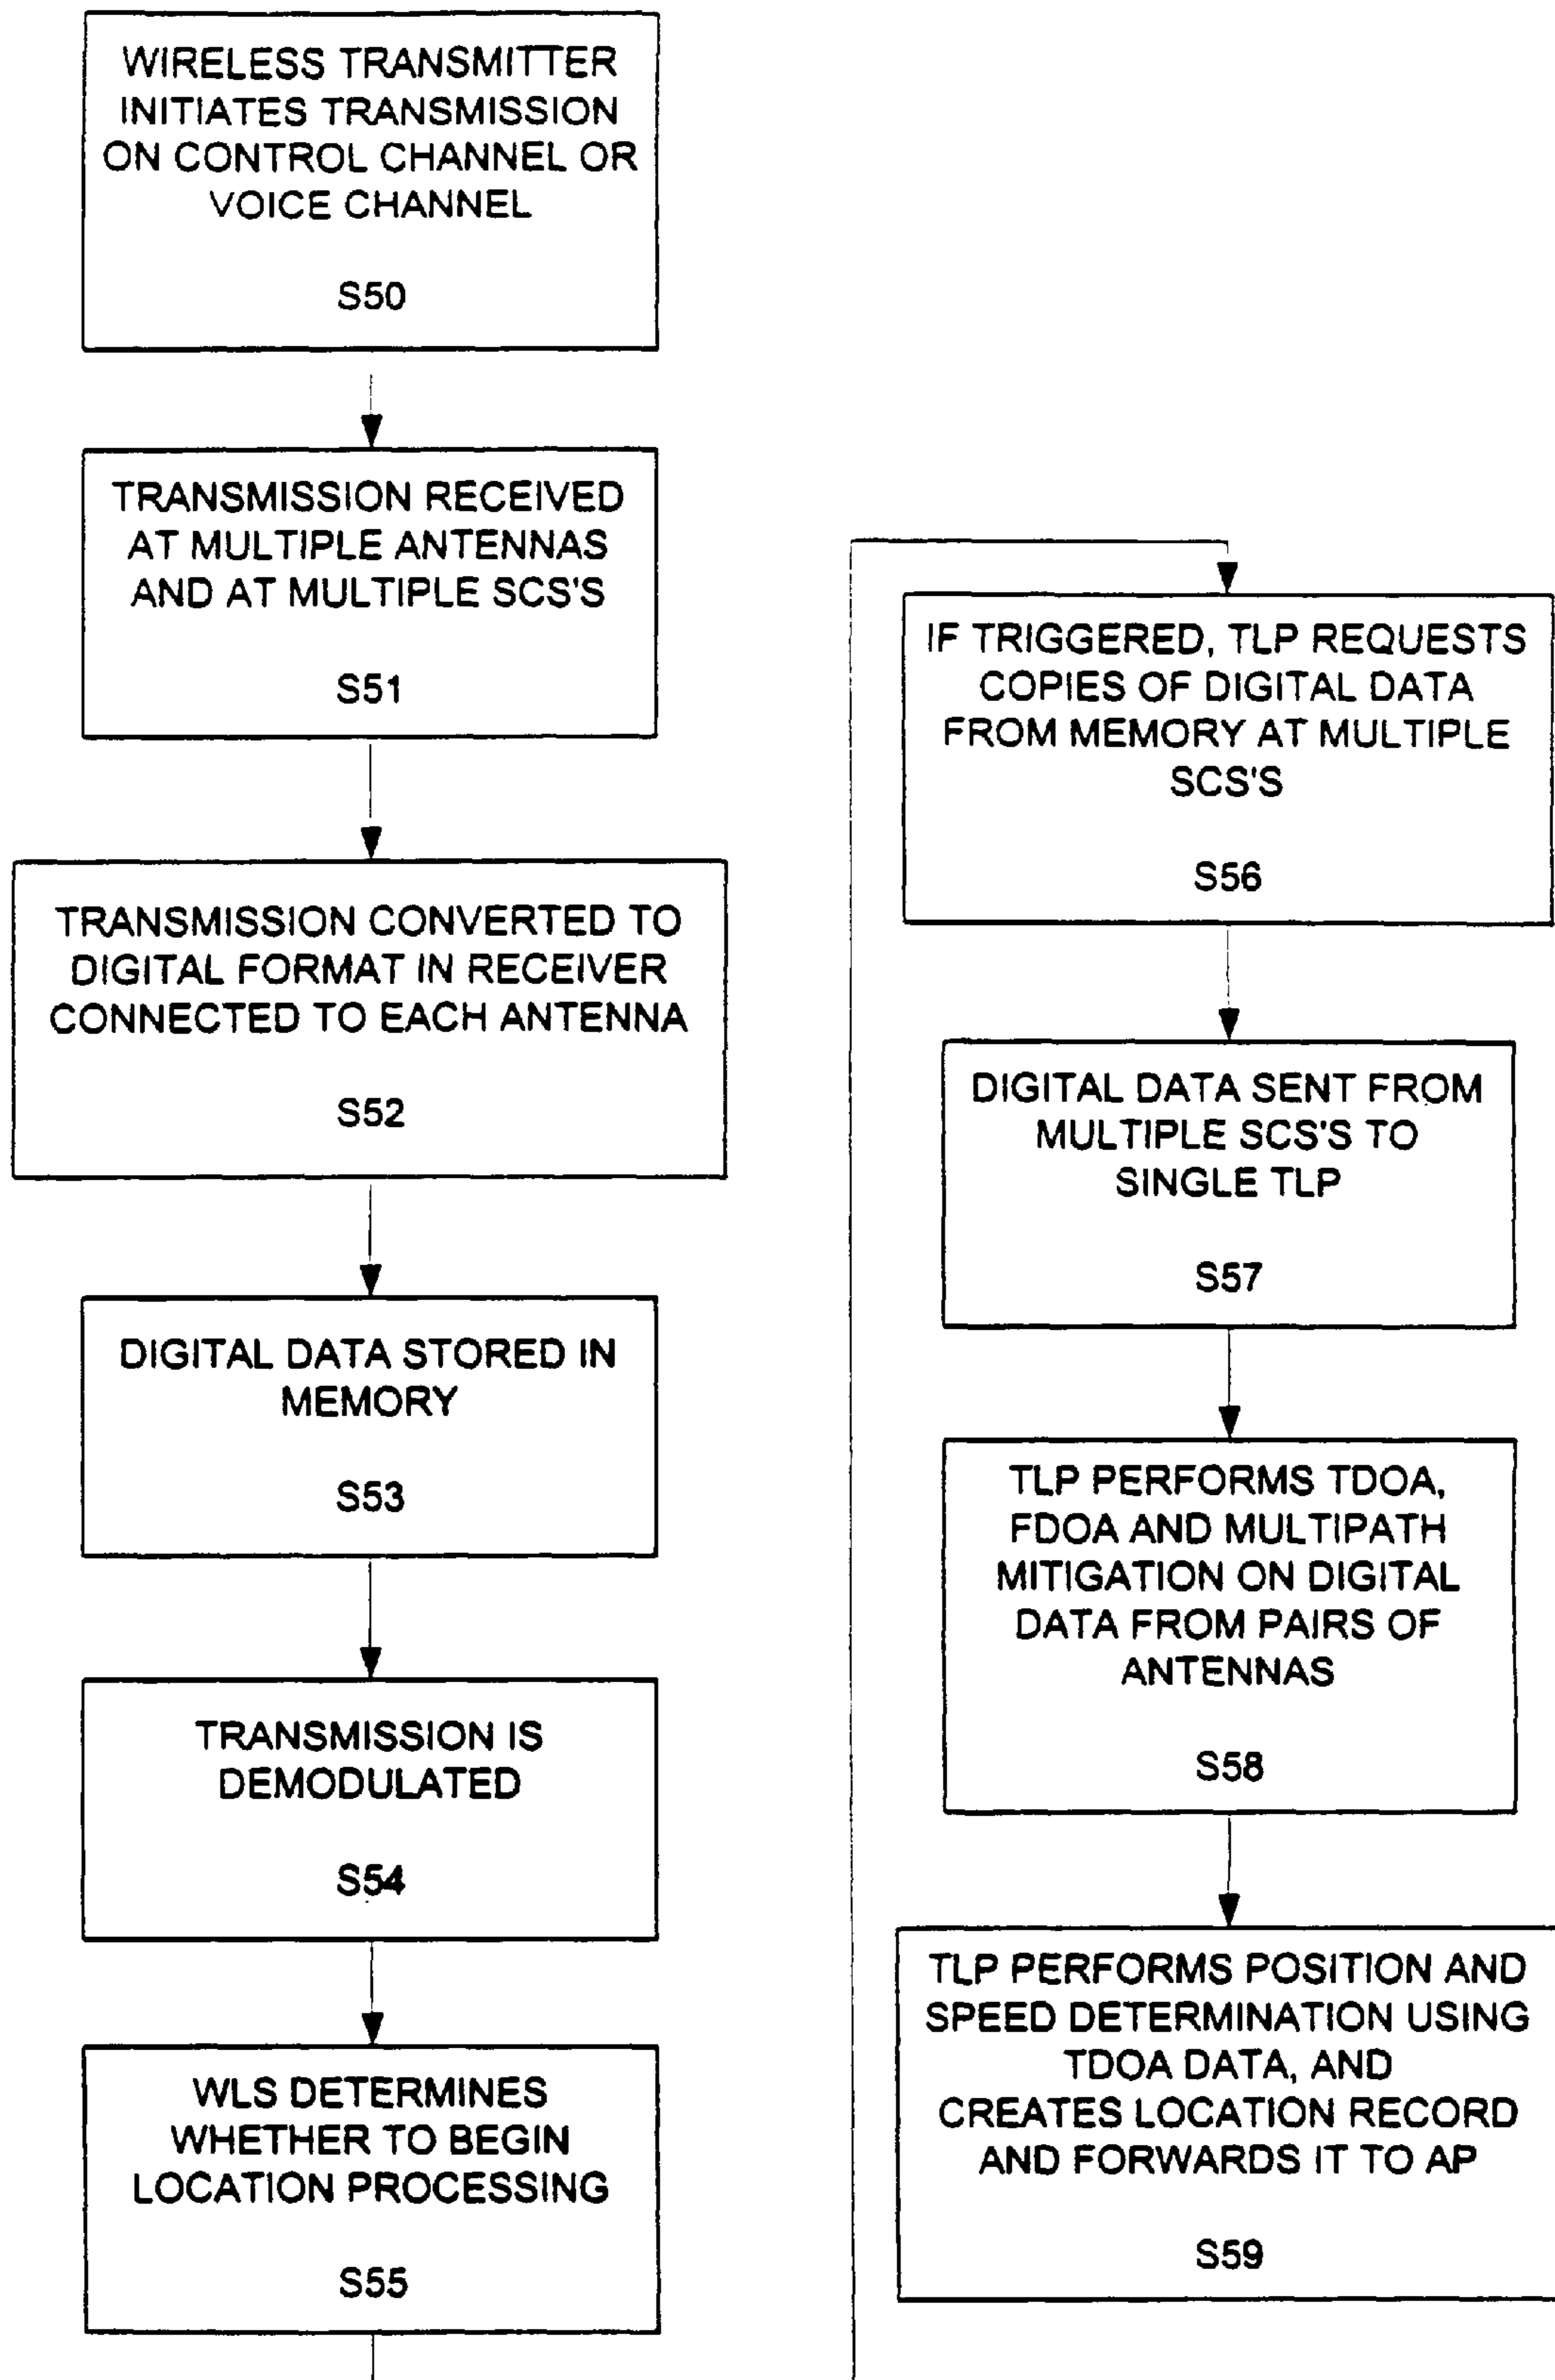 WIRELESS TRANSMITTER
INITIATES TRANSMISSION
ON CONTROL CHANNEL OR
VOICE CHANNEL
S50
TRANSMISSION RECEIVED
AT MULTIPLE ANTENNAS
AND AT MULTIPLE SCS'S
S51
TRANSMISSION CONVERTED TO
DIGITAL FORMAT IN RECEIVER
CONNECTED TO EACH ANTENNA
S52
DIGITAL DATA STORED IN
MEMORY
S53
TRANSMISSION IS
DEMODULATED
S54
WLS DETERMINES
WHETHER TO BEGIN
LOCATION PROCESSING
S55
IF TRIGGERED, TLP REQUESTS
COPIES OF DIGITAL DATA
FROM MEMORY AT MULTIPLE
SCS'S
S56
DIGITAL DATA SENT FROM
MULTIPLE SCS'S TO
SINGLE TLP
S57
TLP PERFORMS TDOA,
FDOA AND MULTIPATH
MITIGATION ON DIGITAL
DATA FROM PAIRS OF
ANTENNAS
S58
TLP PERFORMS POSITION AND
SPEED DETERMINATION USING
TDOA DATA, AND
CREATES LOCATION RECORD
AND FORWARDS IT TO AP
S59